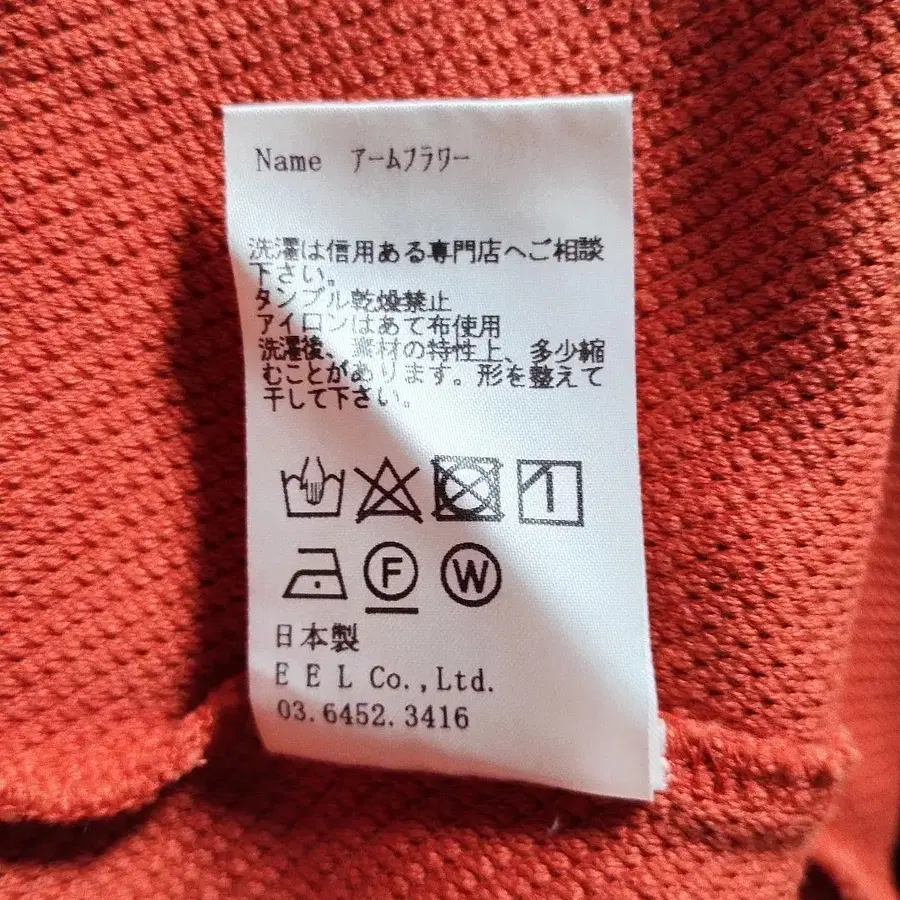 Name アームフラワー
洗濯は信用ある専門店へご相談
下さい。
タンブル乾燥禁止
アイロンはあて布使用
洗濯後、素材の特性上、多少縮
むことがあります。形を整えて
干して下さい。
F W
日本製
EEL Co.,Ltd.
03.6452.3416